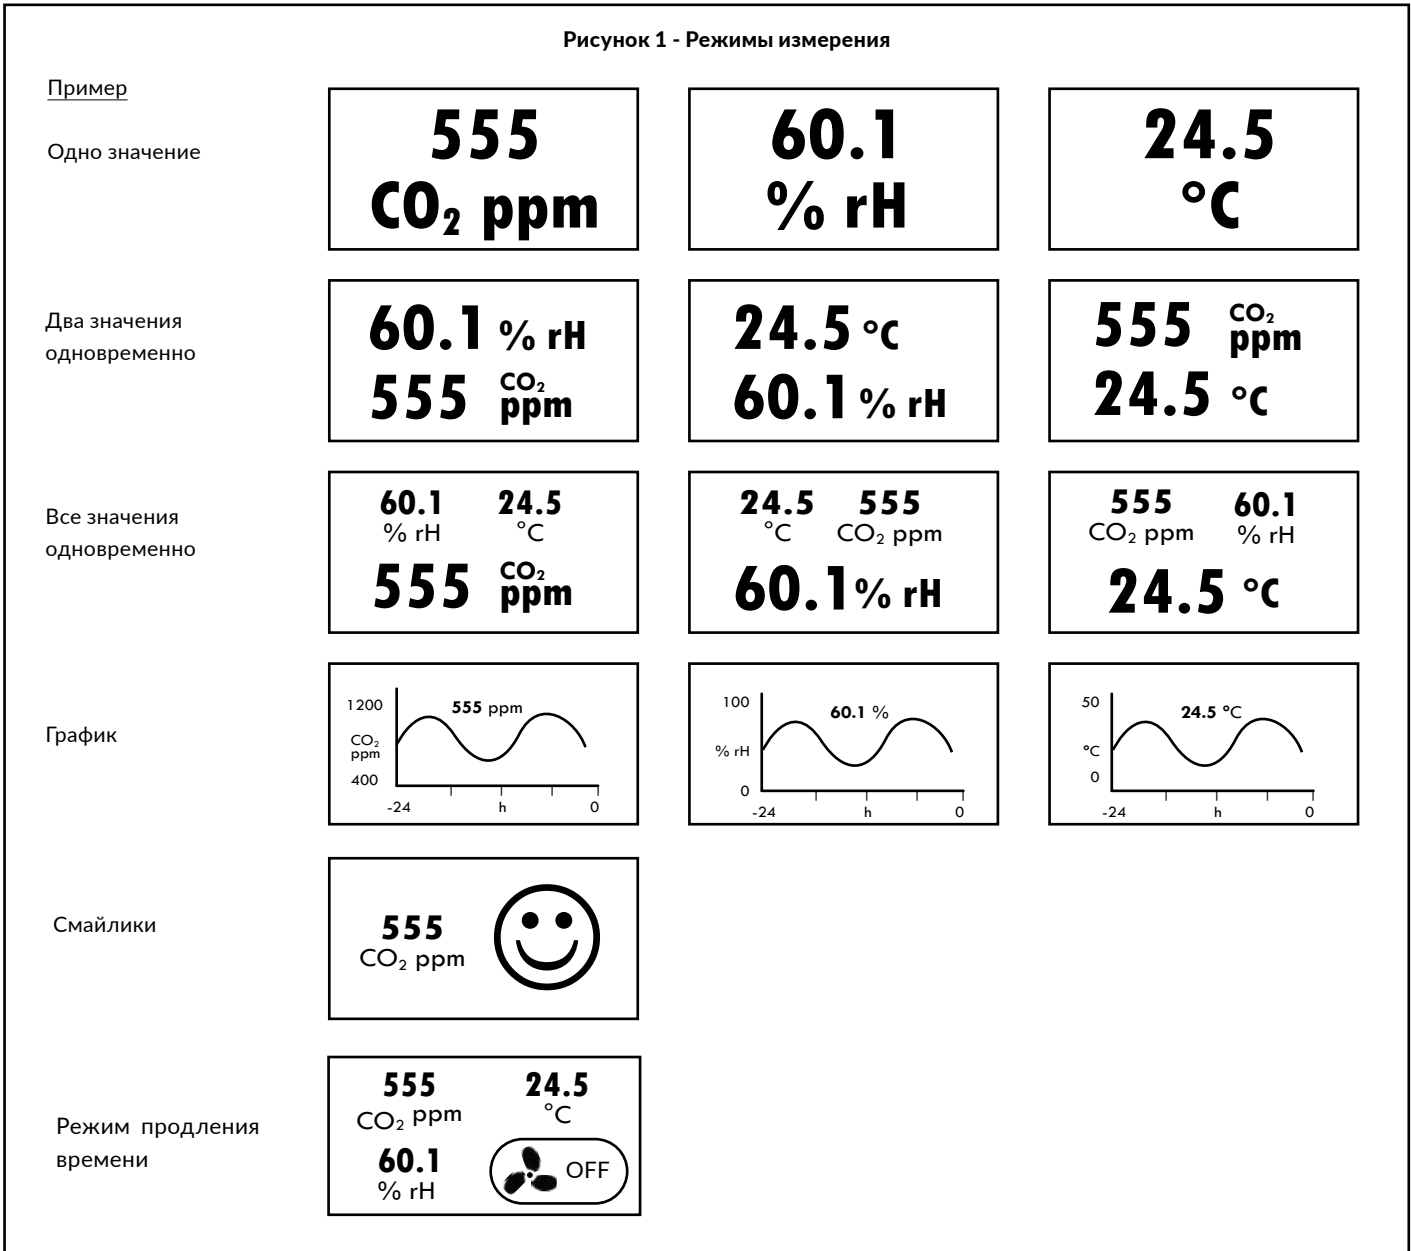 Рисунок 1 - Режимы измерения
Пример
Одно значение
555
CO₂ ppm
60.1
% rH
24.5
°C
Два значения
одновременно
60.1 % rH
555 CO₂ ppm
24.5 °C
60.1 % rH
555 CO₂ ppm
24.5 °C
Все значения
одновременно
60.1 24.5
% rH °C
555 CO₂ ppm
24.5 555
°C CO₂ ppm
60.1 % rH
555 60.1
CO₂ ppm % rH
24.5 °C
График
1200
555 ppm
CO₂
ppm
400
-24 h 0
100
60.1 %
% rH
0
-24 h 0
50
24.5 °C
°C
0
-24 h 0
Смайлики
555
CO₂ ppm
Режим продления
времени
555 24.5
CO₂ ppm °C
60.1
% rH
OFF